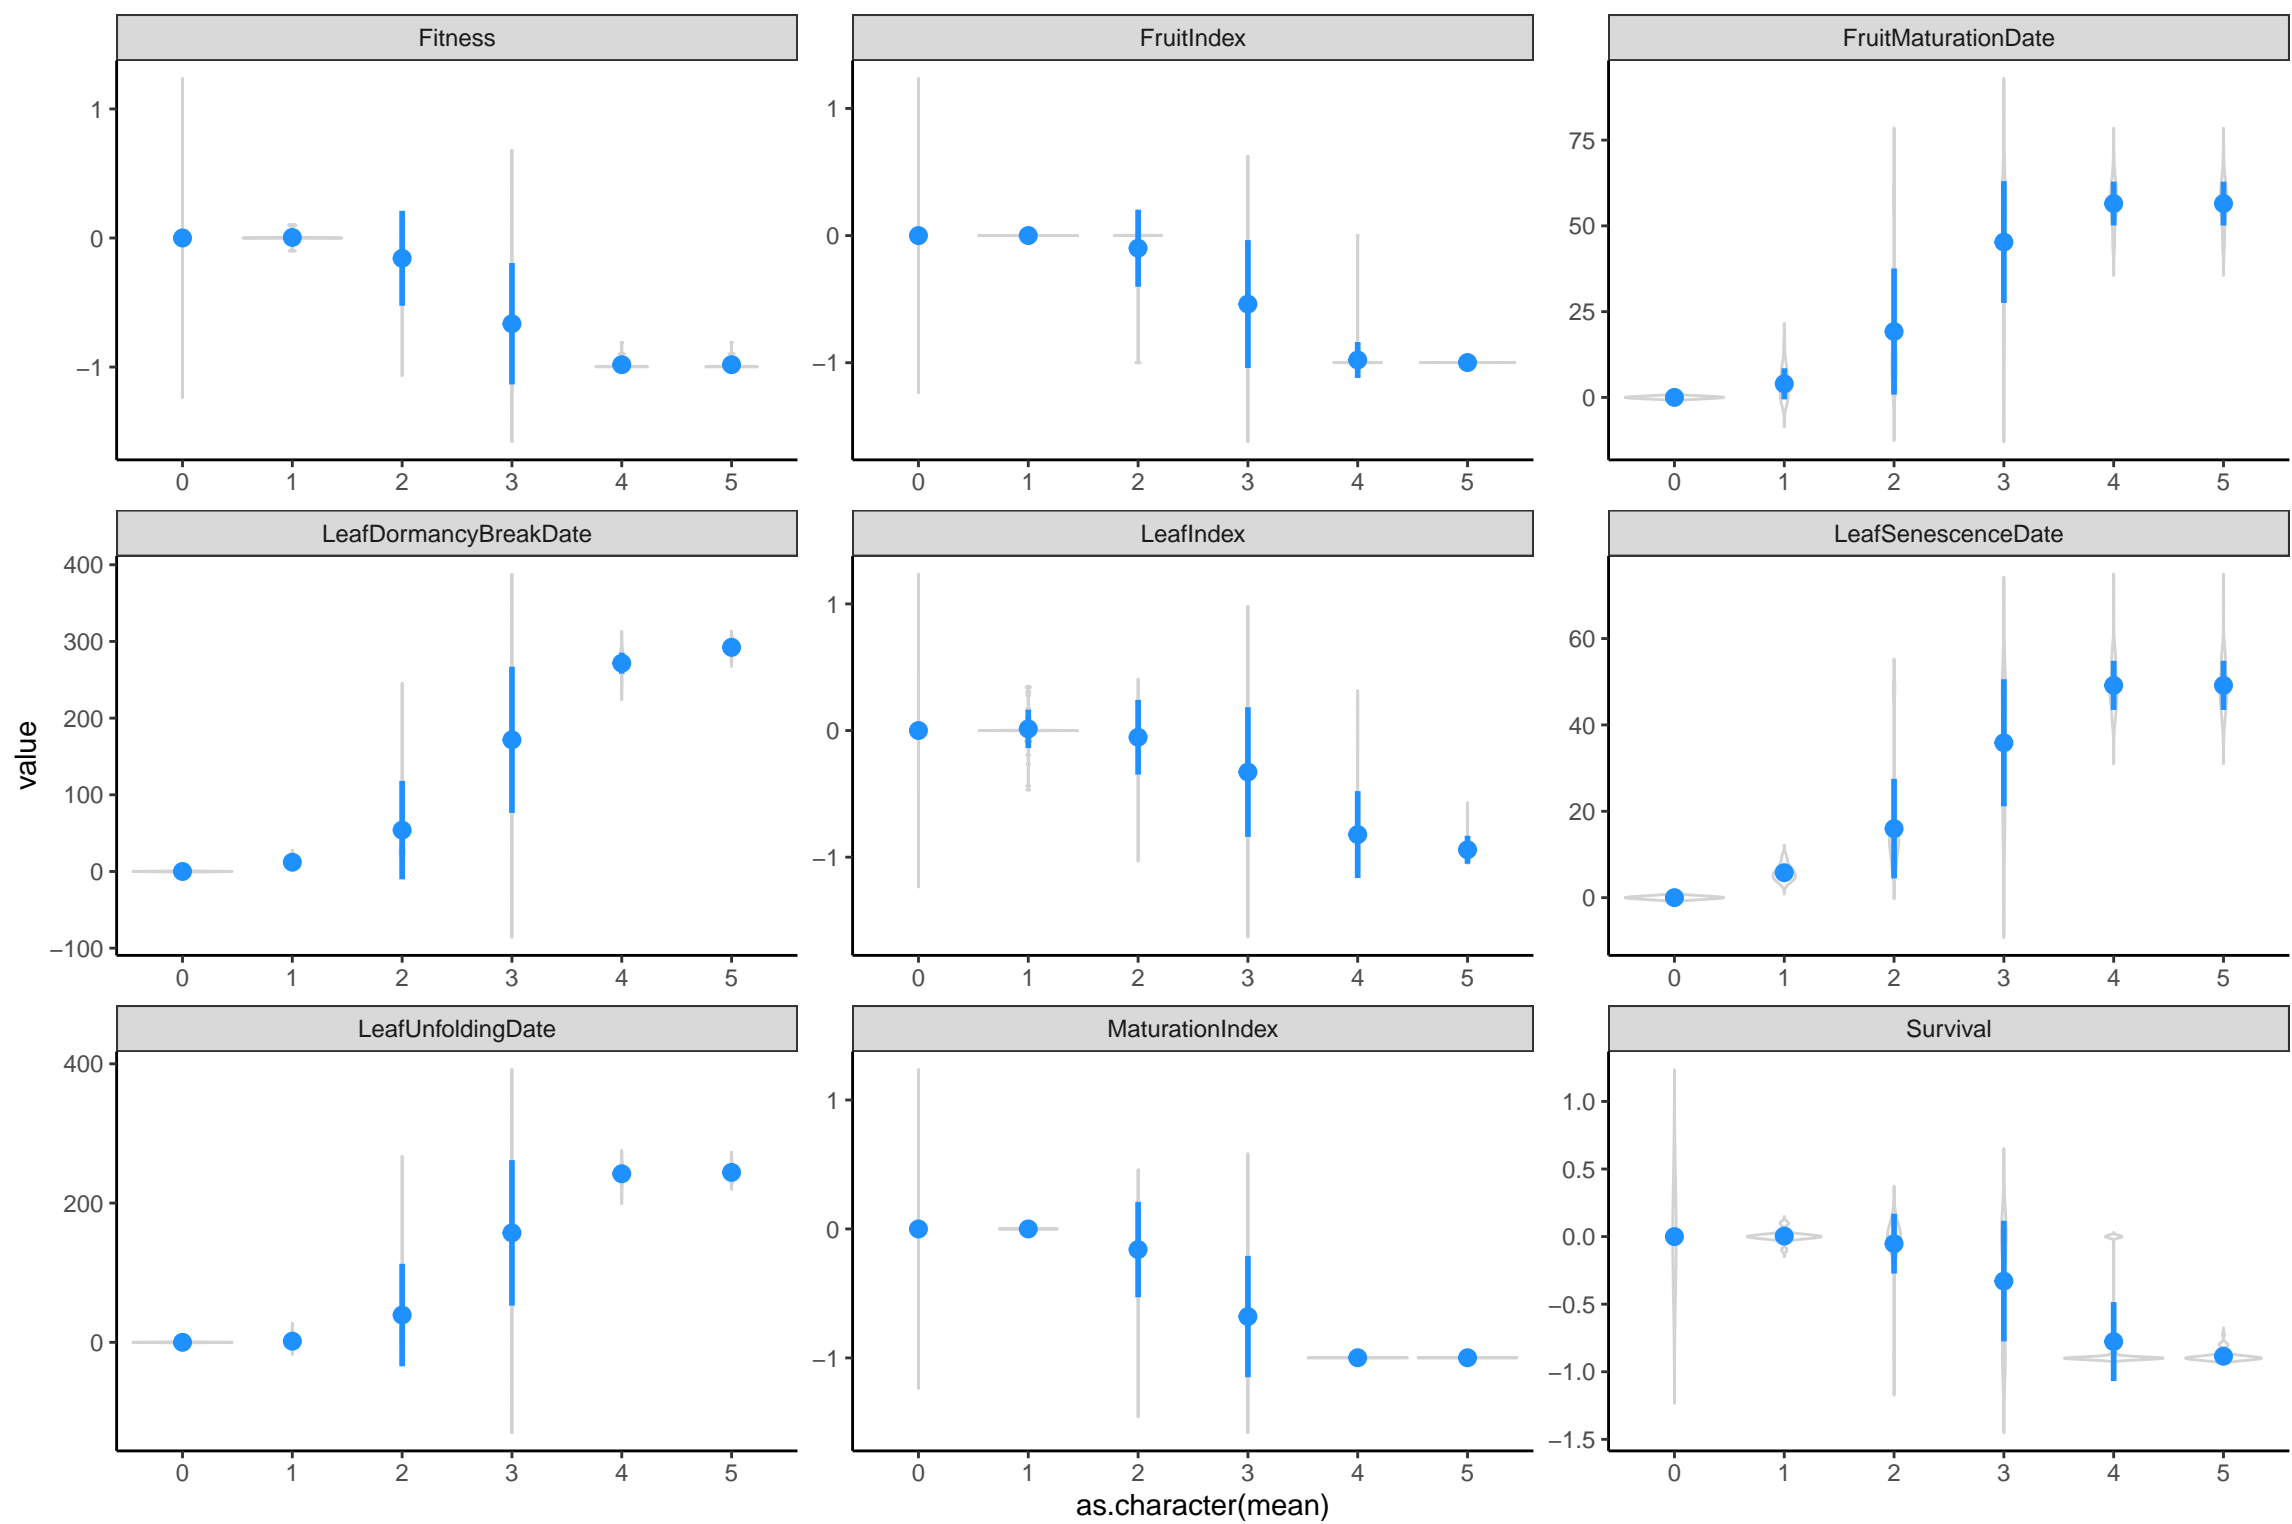 Fitness
FruitIndex
FruitMaturationDate
1
0
−1
0 1 2 3 4 5
1
0
−1
0 1 2 3 4 5
75
50
25
0
0 1 2 3 4 5
LeafDormancyBreakDate
LeafIndex
LeafSenescenceDate
400
300
200
100
0
−100
0 1 2 3 4 5
1
0
−1
0 1 2 3 4 5
60
40
20
0
0 1 2 3 4 5
value
LeafUnfoldingDate
MaturationIndex
Survival
400
200
0
0 1 2 3 4 5
1
0
−1
0 1 2 3 4 5
1.0
0.5
0.0
−0.5
−1.0
−1.5
0 1 2 3 4 5
as.character(mean)